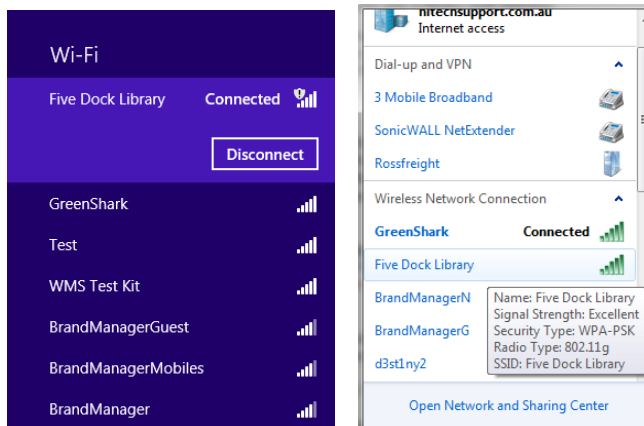 Wi-Fi
Five Dock Library Connected
Disconnect
GreenShark
Test
WMS Test Kit
BrandManagerGuest
BrandManagerMobiles
BrandManager
hitechsupport.com.au
Internet access
Dial-up and VPN
3 Mobile Broadband
SonicWALL NetExtender
Rossfreight
Wireless Network Connection
GreenShark Connected
Five Dock Library
BrandManagerN
BrandManagerG
d3st1ny2
Name: Five Dock Library
Signal Strength: Excellent
Security Type: WPA-PSK
Radio Type: 802.11g
SSID: Five Dock Library
Open Network and Sharing Center